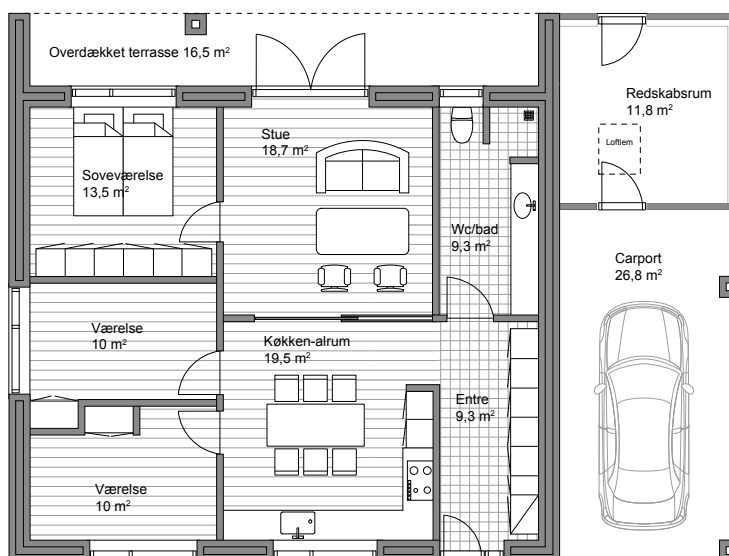 Overdækket terrasse 16,5 m²
Redskabsrum
11,8 m²
Loftlem
Stue
18,7 m²
Soveværelse
13,5 m²
Wc/bad
9,3 m²
Carport
26,8 m²
Værelse
10 m²
Køkken-alrum
19,5 m²
Entre
9,3 m²
Værelse
10 m²